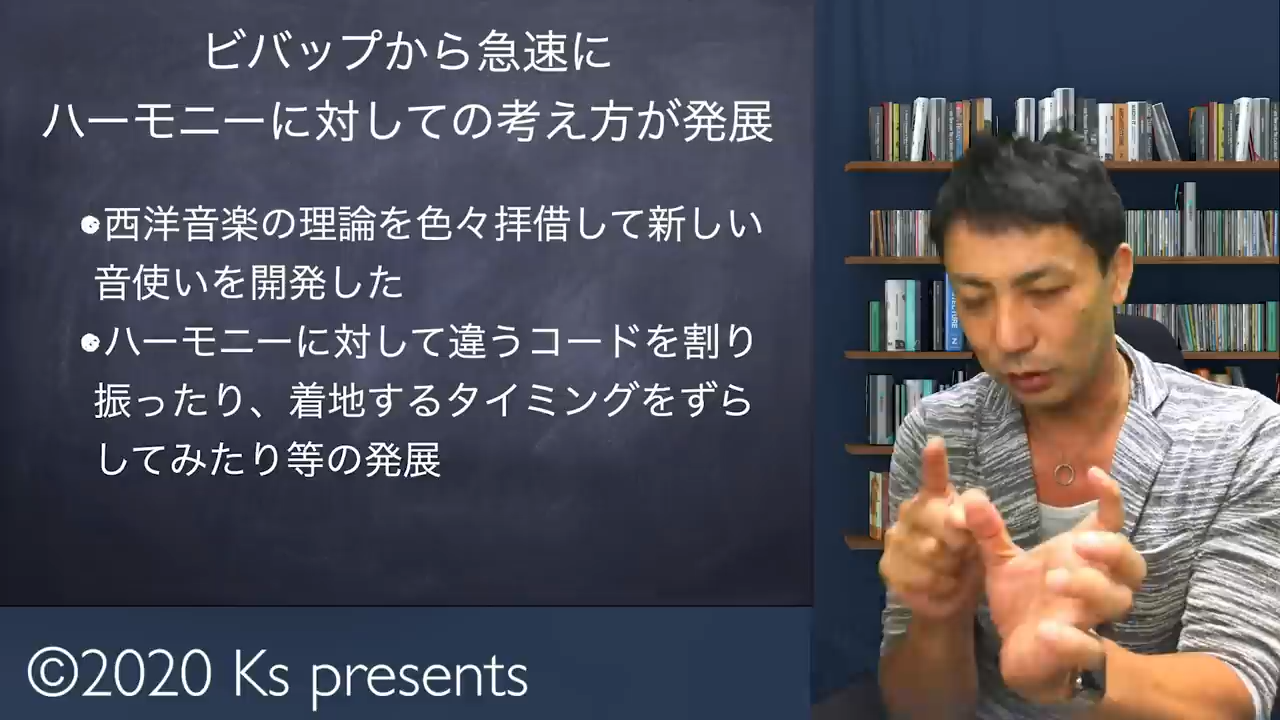 ビバップから急速に
ハーモニーに対しての考え方が発展
●西洋音楽の理論を色々拝借して新しい
音使いを開発した
●ハーモニーに対して違うコードを割り
振ったり、着地するタイミングをずら
してみたり等の発展
©2020 Ks presents